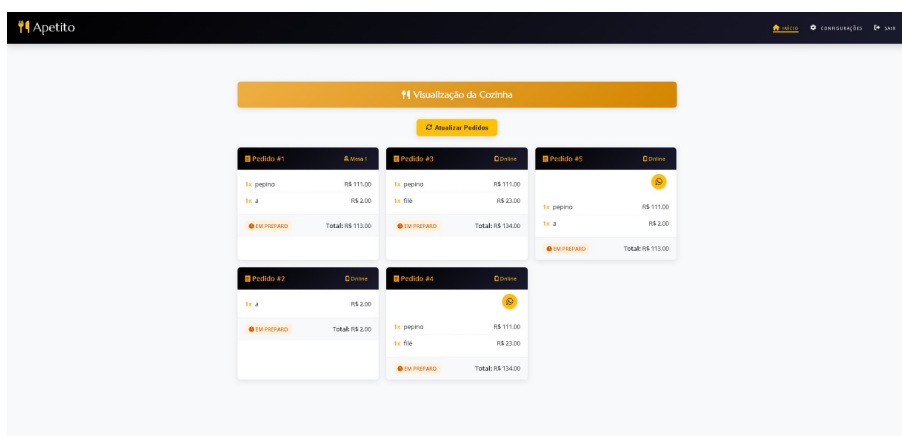 Apetito
INÍCIO
CONFIGURAÇÕES
SAIR
Visualização da Cozinha
Atualizar Pedidos
Pedido #1
Mesa 1
1x pepino R$ 111.00
1x a R$ 2.00
EM PREPARO Total: R$ 113.00
Pedido #3
Online
1x pepino R$ 111.00
1x filé R$ 23.00
EM PREPARO Total: R$ 134.00
Pedido #5
Online
1x pepino R$ 111.00
1x a R$ 2.00
EM PREPARO Total: R$ 113.00
Pedido #2
Online
1x a R$ 2.00
EM PREPARO Total: R$ 2.00
Pedido #4
Online
1x pepino R$ 111.00
1x filé R$ 23.00
EM PREPARO Total: R$ 134.00